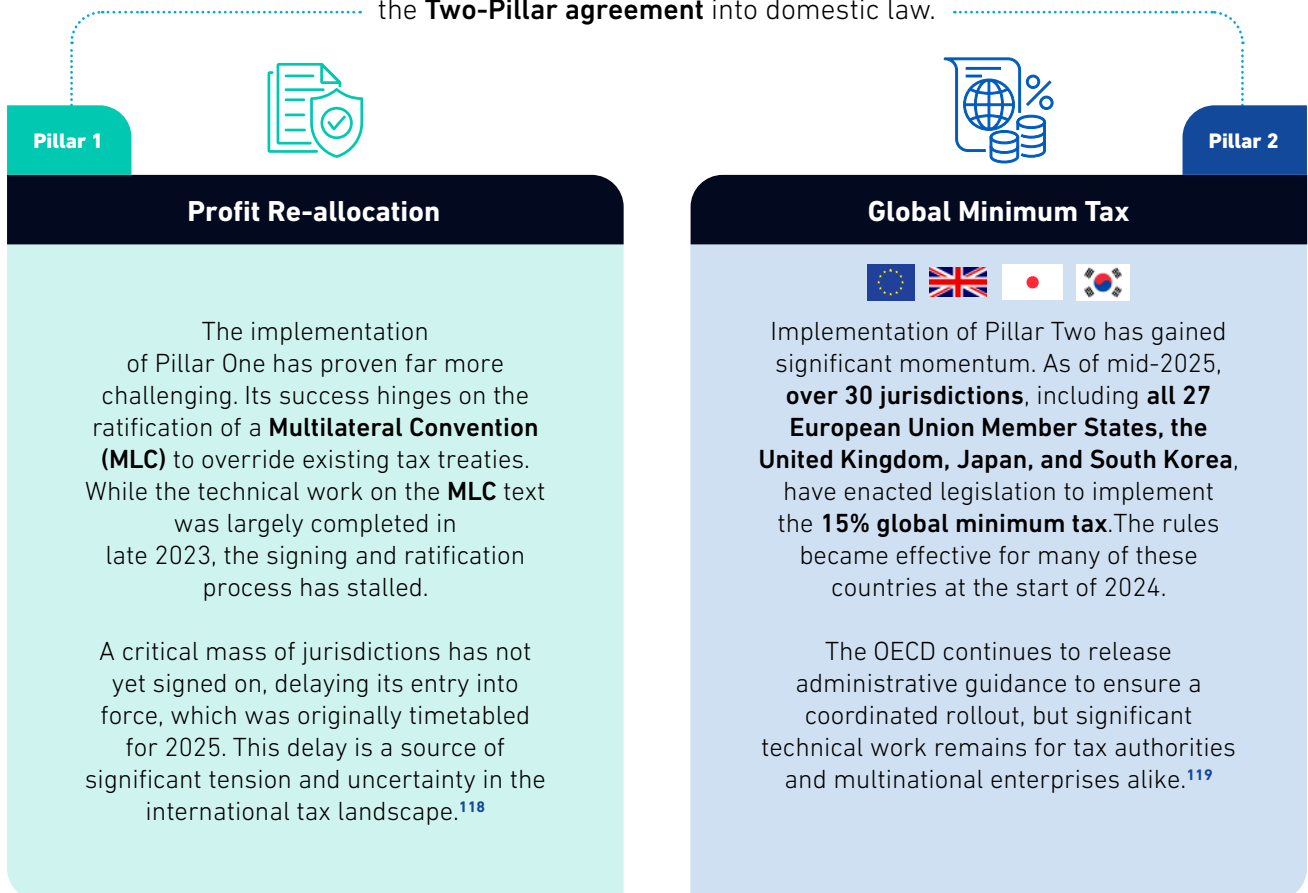 the Two-Pillar agreement into domestic law.
Pillar 1
Profit Re-allocation
The implementation
of Pillar One has proven far more
challenging. Its success hinges on the
ratification of a Multilateral Convention
(MLC) to override existing tax treaties.
While the technical work on the MLC text
was largely completed in
late 2023, the signing and ratification
process has stalled.
A critical mass of jurisdictions has not
yet signed on, delaying its entry into
force, which was originally timetabled
for 2025. This delay is a source of
significant tension and uncertainty in the
international tax landscape.118
%
Pillar 2
Global Minimum Tax
Implementation of Pillar Two has gained
significant momentum. As of mid-2025,
over 30 jurisdictions, including all 27
European Union Member States, the
United Kingdom, Japan, and South Korea,
have enacted legislation to implement
the 15% global minimum tax.The rules
became effective for many of these
countries at the start of 2024.
The OECD continues to release
administrative guidance to ensure a
coordinated rollout, but significant
technical work remains for tax authorities
and multinational enterprises alike.119